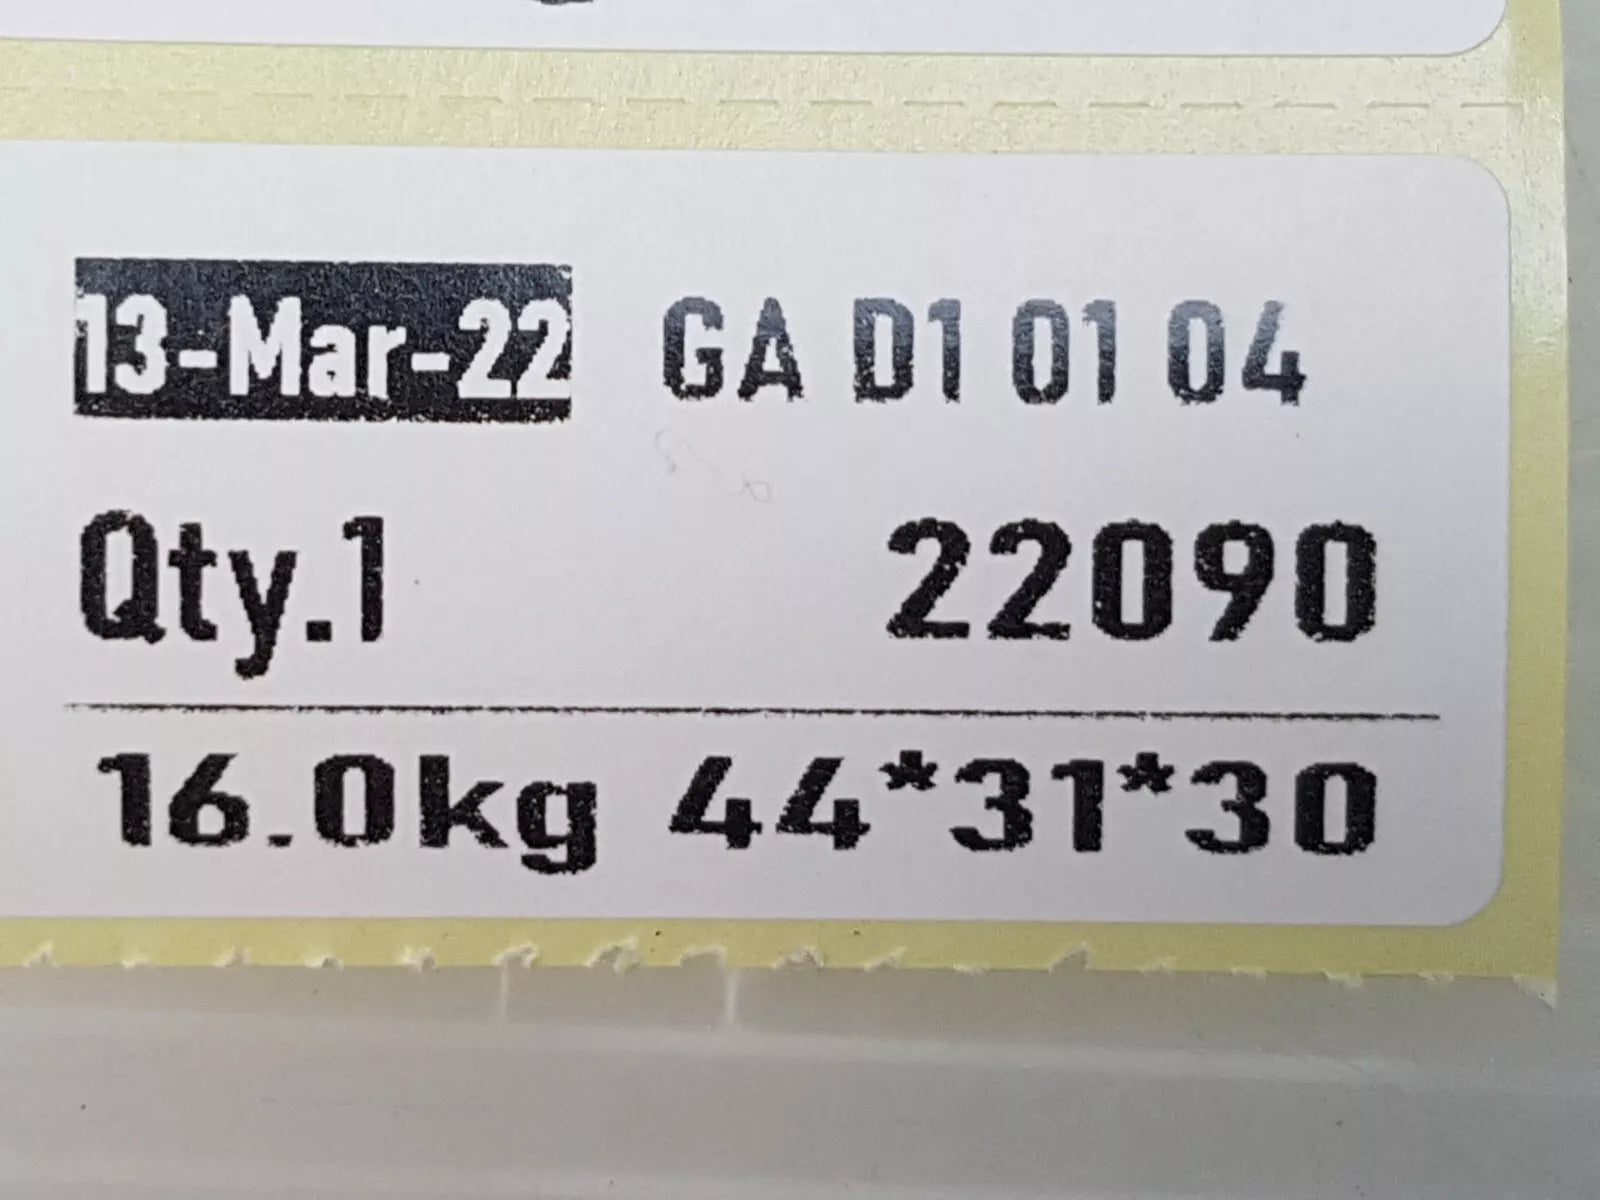 13-Mar-22 GA D1 01 04
Qty.1 22090
16.0kg 44*31*30